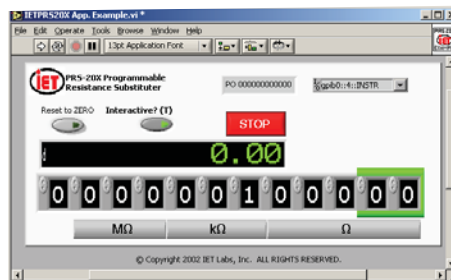 IETPRS20X App. Example.vi *
File Edit Operate Tools Browse Window Help
13pt Application Font
iET PRS-20X Programmable
Resistance Substituter
PO 000000000000
gpib0::4::INSTR
Reset to ZERO Interactive? (T)
STOP
0.00
0 0 0 0 0 0 1 0 0 0 0 0
MΩ kΩ Ω
© Copyright 2002 IET Labs, Inc. ALL RIGHTS RESERVED.